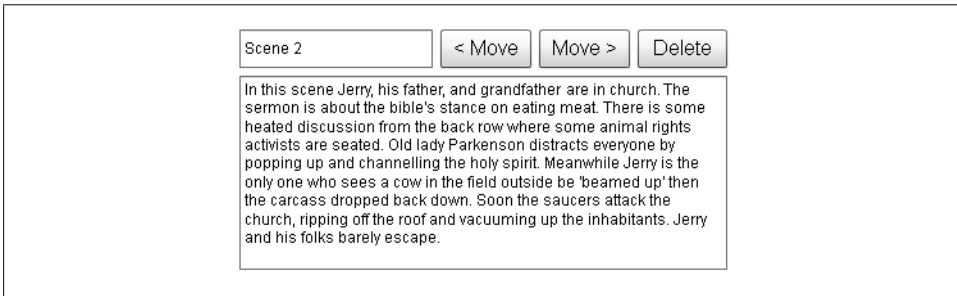 Scene 2 < Move Move > Delete
In this scene Jerry, his father, and grandfather are in church. The
sermon is about the bible's stance on eating meat. There is some
heated discussion from the back row where some animal rights
activists are seated. Old lady Parkenson distracts everyone by
popping up and channelling the holy spirit. Meanwhile Jerry is the
only one who sees a cow in the field outside be 'beamed up' then
the carcass dropped back down. Soon the saucers attack the
church, ripping off the roof and vacuuming up the inhabitants. Jerry
and his folks barely escape.